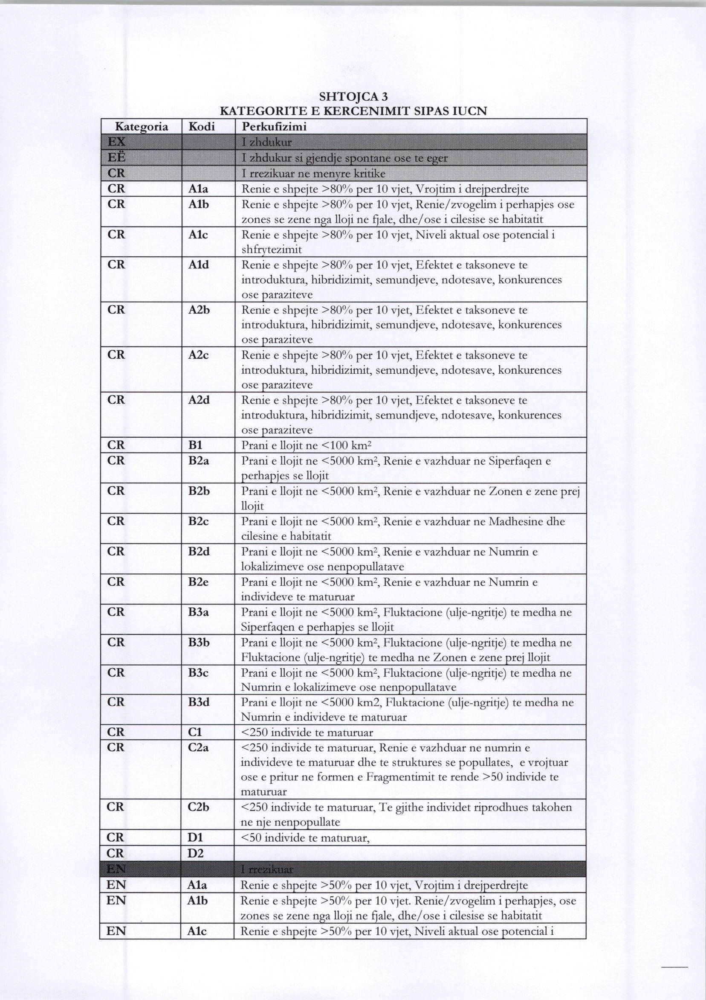 SHTOJCA 3
KATEGORITE E KERCENIMIT SIPAS IUCN
Kategoria Kodi Perkufizimi
EX I zhdukur
EË I zhdukur si gjendje spontane ose te eger
CR I rrezikuar ne menyre kritike
CR A1a Renie e shpejte >80% per 10 vjet, Vrojtim i drejperdrejte
CR A1b Renie e shpejte >80% per 10 vjet, Renie/zvogelim i perhapjes ose
zones se zene nga lloji ne fjale, dhe/ose i cilesise se habitatit
CR A1c Renie e shpejte >80% per 10 vjet, Niveli aktual ose potencial i
shfrytezimit
CR A1d Renie e shpejte >80% per 10 vjet, Efektet e taksoneve te
introduktura, hibridizimit, semundjeve, ndotesave, konkurences
ose paraziteve
CR A2b Renie e shpejte >80% per 10 vjet, Efektet e taksoneve te
introduktura, hibridizimit, semundjeve, ndotesave, konkurences
ose paraziteve
CR A2c Renie e shpejte >80% per 10 vjet, Efektet e taksoneve te
introduktura, hibridizimit, semundjeve, ndotesave, konkurences
ose paraziteve
CR A2d Renie e shpejte >80% per 10 vjet, Efektet e taksoneve te
introduktura, hibridizimit, semundjeve, ndotesave, konkurences
ose paraziteve
CR B1 Prani e llojit ne <100 km²
CR B2a Prani e llojit ne <5000 km², Renie e vazhduar ne Siperfaqen e
perhapjes se llojit
CR B2b Prani e llojit ne <5000 km², Renie e vazhduar ne Zonen e zene prej
llojit
CR B2c Prani e llojit ne <5000 km², Renie e vazhduar ne Madhesine dhe
cilesine e habitatit
CR B2d Prani e llojit ne <5000 km², Renie e vazhduar ne Numrin e
lokalizimeve ose nenpopullatave
CR B2e Prani e llojit ne <5000 km², Renie e vazhduar ne Numrin e
individeve te maturuar
CR B3a Prani e llojit ne <5000 km², Fluktacione (ulje-ngritje) te medha ne
Siperfaqen e perhapjes se llojit
CR B3b Prani e llojit ne <5000 km², Fluktacione (ulje-ngritje) te medha ne
Fluktacione (ulje-ngritje) te medha ne Zonen e zene prej llojit
CR B3c Prani e llojit ne <5000 km², Fluktacione (ulje-ngritje) te medha ne
Numrin e lokalizimeve ose nenpopullatave
CR B3d Prani e llojit ne <5000 km2, Fluktacione (ulje-ngritje) te medha ne
Numrin e individeve te maturuar
CR C1 <250 individe te maturuar
CR C2a <250 individe te maturuar, Renie e vazhduar ne numrin e
individeve te maturuar dhe te struktures se popullates, e vrojtuar
ose e pritur ne formen e Fragmentimit te rende >50 individe te
maturuar
CR C2b <250 individe te maturuar, Te gjithe individet riprodhues takohen
ne nje nenpopullate
CR D1 <50 individe te maturuar,
CR D2
EN I rrezikuar
EN A1a Renie e shpejte >50% per 10 vjet, Vrojtim i drejperdrejte
EN A1b Renie e shpejte >50% per 10 vjet. Renie/zvogelim i perhapjes, ose
zones se zene nga lloji ne fjale, dhe/ose i cilesise se habitatit
EN A1c Renie e shpejte >50% per 10 vjet, Niveli aktual ose potencial i